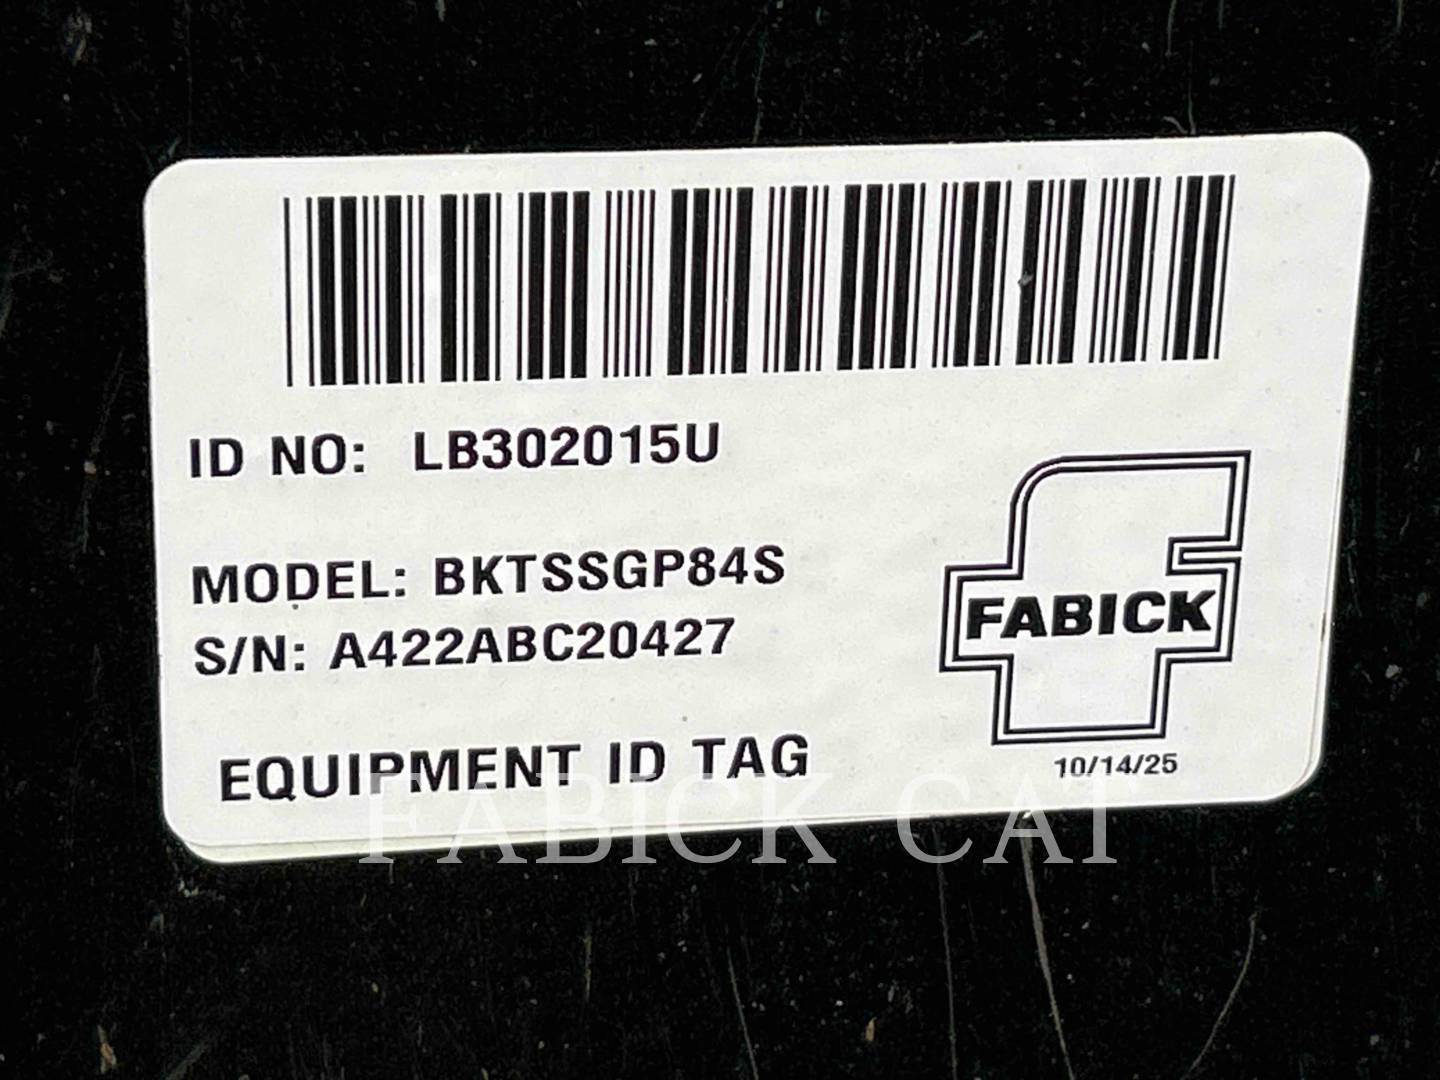 ID NO: LB302015U
MODEL: BKTSSGP84S
S/N: A422ABC20427
FABICK
EQUIPMENT ID TAG
10/14/25
FABICK CAT